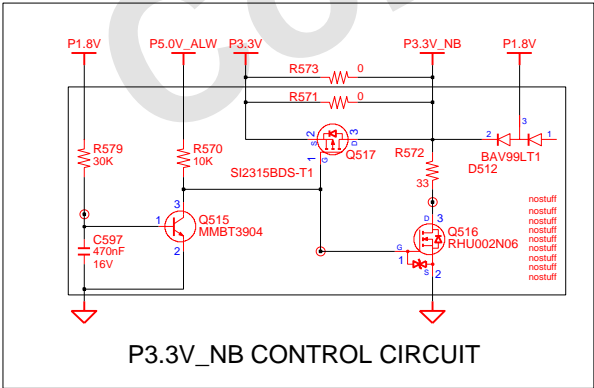 P1.8V P5.0V_ALW P3.3V P3.3V_NB P1.8V
R573 0
R571 0
R579
30K
R570
10K
2 S D 3
1 G
Q517
SI2315BDS-T1
R572
33
2 3 1
BAV99LT1
D512
3
1
2
Q515
MMBT3904
C597
470nF
16V
D 3
G
1
S 2
Q516
RHU002N06
nostuff
nostuff
nostuff
nostuff
nostuff
nostuff
nostuff
nostuff
nostuff
P3.3V_NB CONTROL CIRCUIT